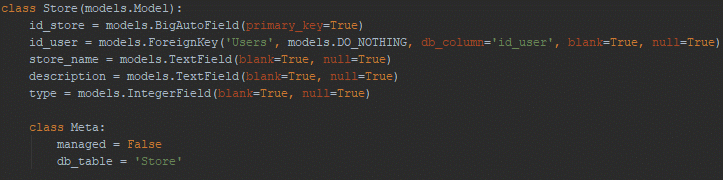 class Store(models.Model):
    id_store = models.BigAutoField(primary_key=True)
    id_user = models.ForeignKey('Users', models.DO_NOTHING, db_column='id_user', blank=True, null=True)
    store_name = models.TextField(blank=True, null=True)
    description = models.TextField(blank=True, null=True)
    type = models.IntegerField(blank=True, null=True)

    class Meta:
        managed = False
        db_table = 'Store'